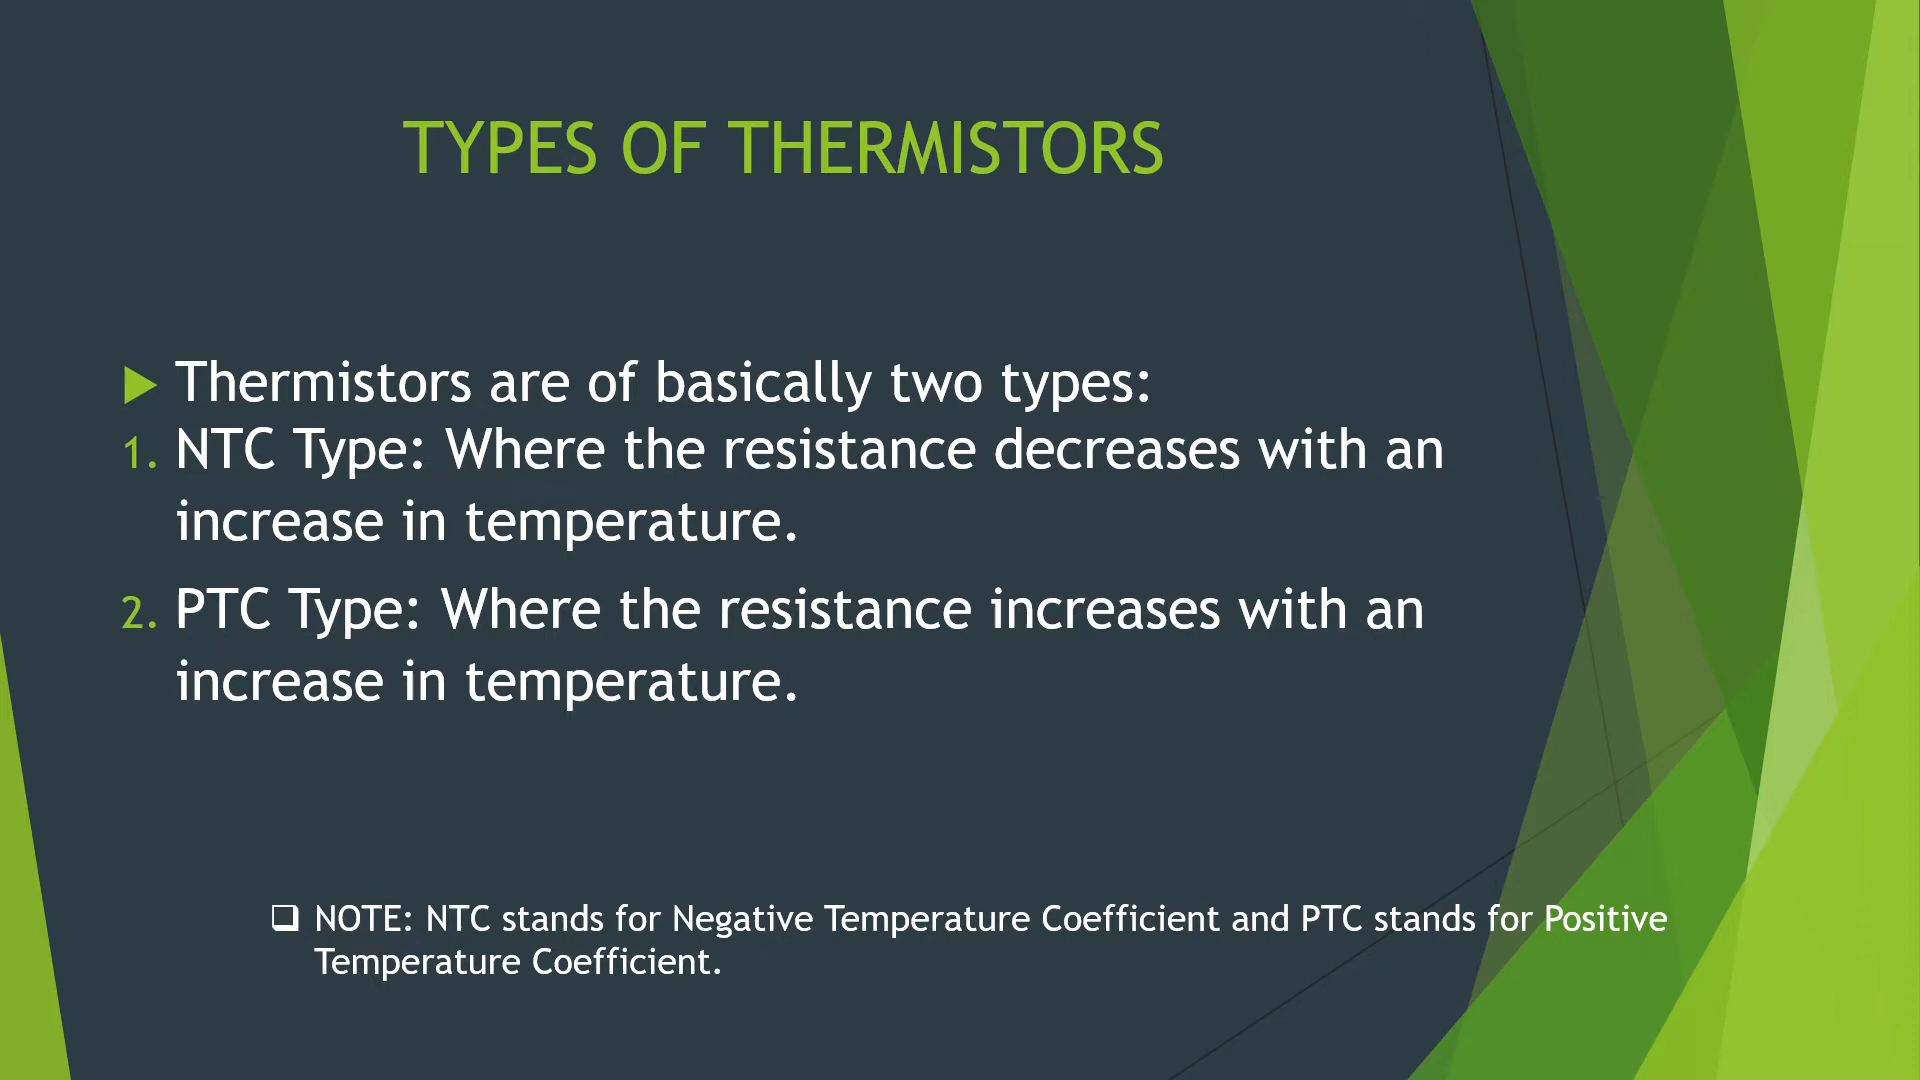 TYPES OF THERMISTORS
Thermistors are of basically two types:
1. NTC Type: Where the resistance decreases with an
increase in temperature.
2. PTC Type: Where the resistance increases with an
increase in temperature.
NOTE: NTC stands for Negative Temperature Coefficient and PTC stands for Positive
Temperature Coefficient.